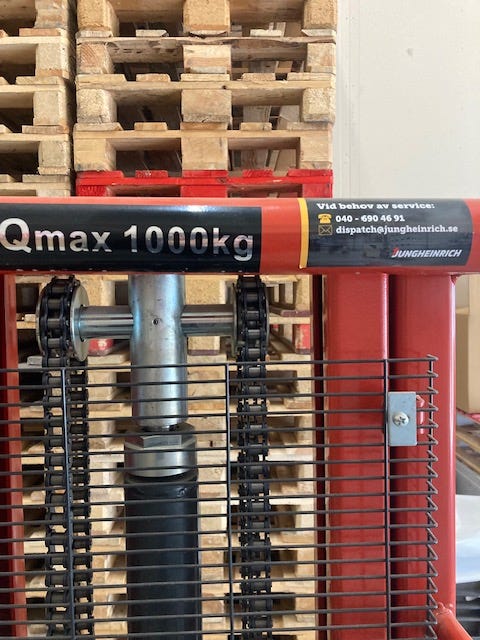 Qmax 1000kg
Vid behov av service:
040 - 690 46 91
dispatch@jungheinrich.se
JUNGHEINRICH